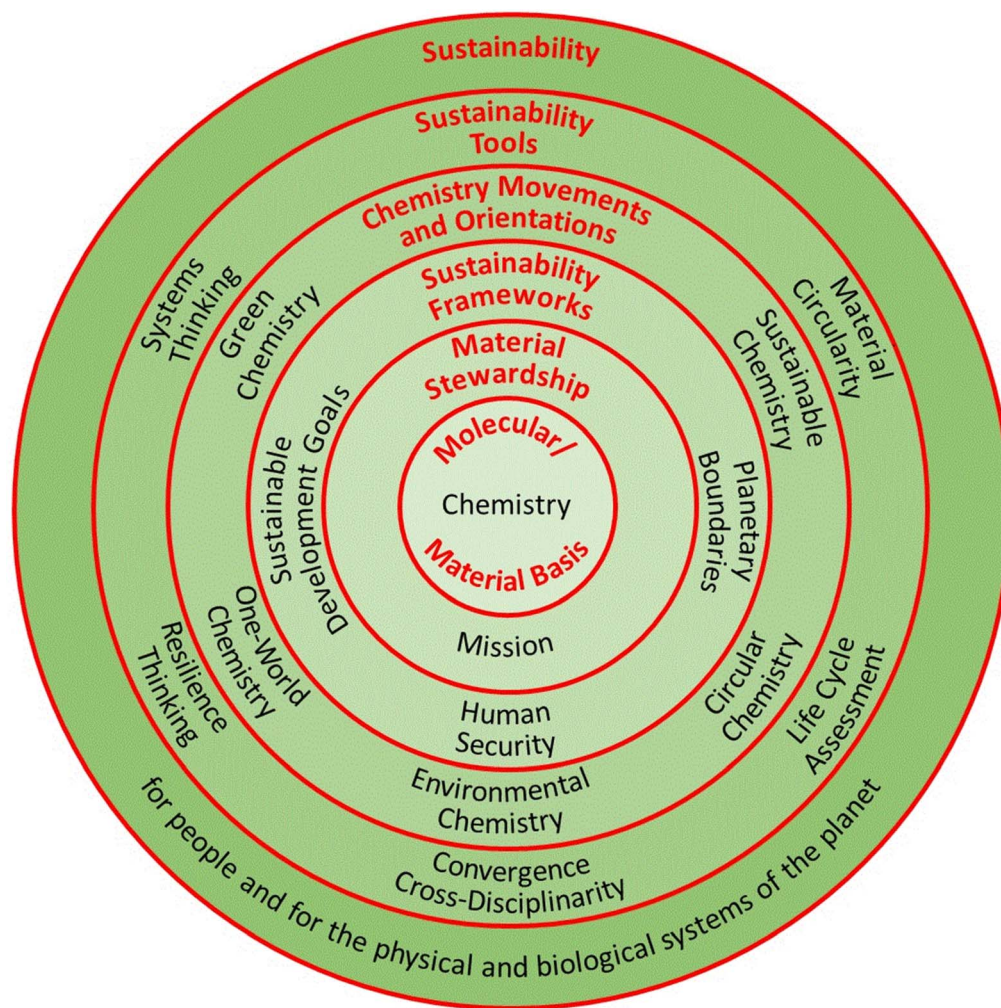 Sustainability
Sustainability
Tools
Chemistry Movements
and Orientations
Sustainability
Frameworks
Material
Stewardship
Molecular/
Chemistry
Material Basis
Mission
Human
Security
Environmental
Chemistry
Convergence
Cross-Disciplinarity
for people and for the physical and biological systems of the planet
Systems
Thinking
Green
Chemistry
Sustainable
Development Goals
One-World
Chemistry
Resilience
Thinking
Material
Circularity
Sustainable
Chemistry
Planetary
Boundaries
Circular
Chemistry
Life Cycle
Assessment